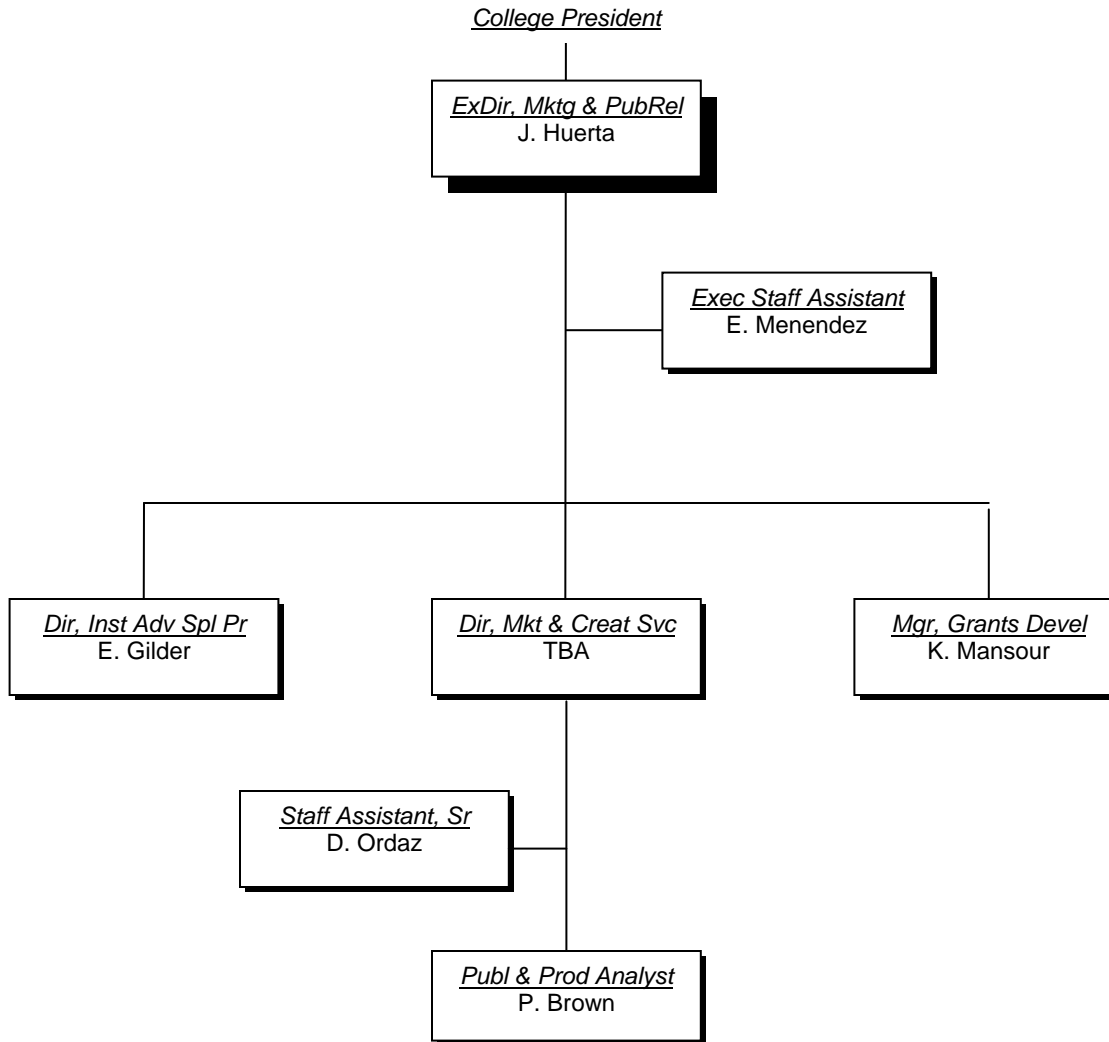 College President
ExDir, Mktg & PubRel
J. Huerta
Exec Staff Assistant
E. Menendez
Dir, Inst Adv Spl Pr
E. Gilder
Dir, Mkt & Creat Svc
TBA
Mgr, Grants Devel
K. Mansour
Staff Assistant, Sr
D. Ordaz
Publ & Prod Analyst
P. Brown